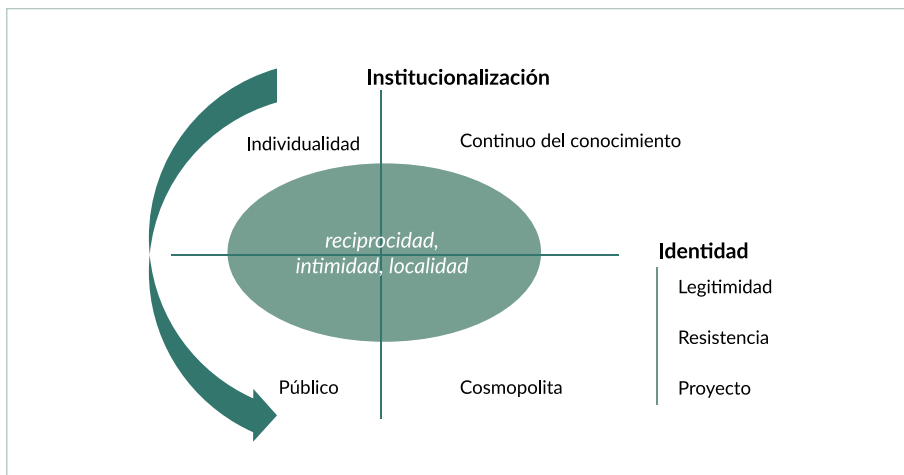 Institucionalización
Individualidad
Continuo del conocimiento
reciprocidad,
intimidad, localidad
Identidad
Legitimidad
Resistencia
Proyecto
Público
Cosmopolita